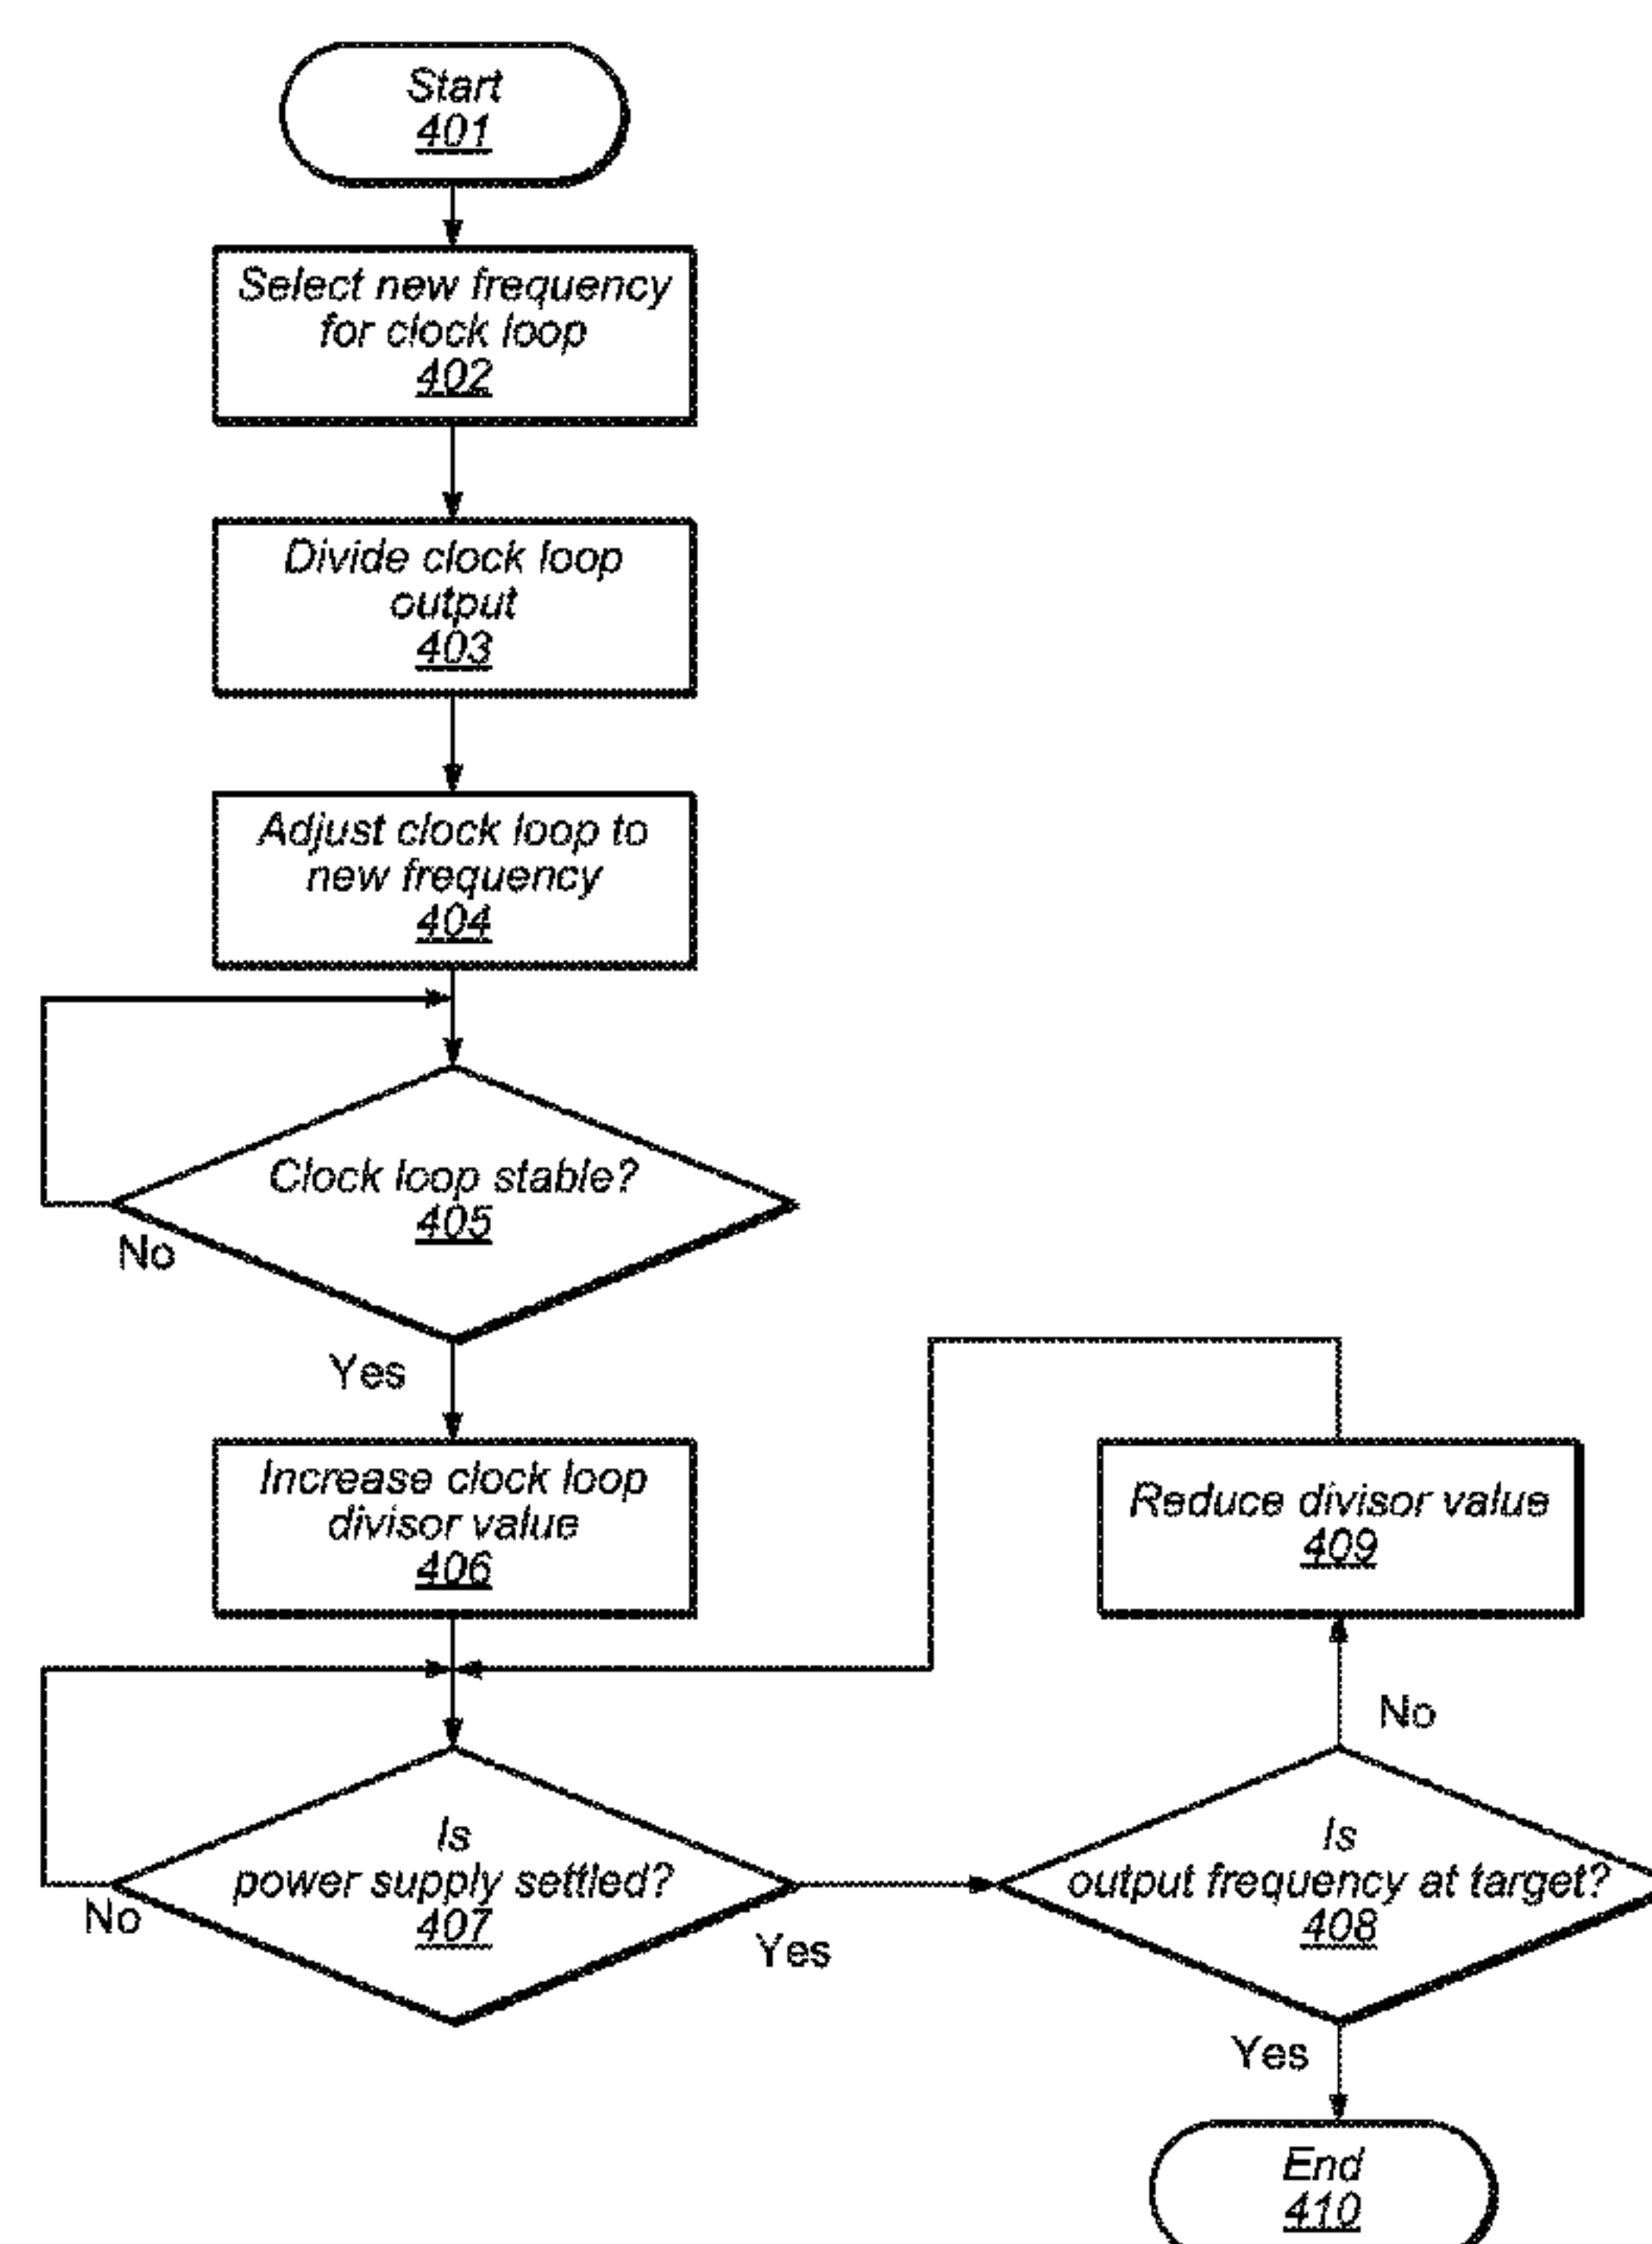 Start
401
Select new frequency
for clock loop
402
Divide clock loop
output
403
Adjust clock loop to
new frequency
404
Clock loop stable?
405
No
Yes
Increase clock loop
divisor value
406
Reduce divisor value
409
No
Is
power supply settled?
407
No
Yes
Is
output frequency at target?
408
Yes
End
410